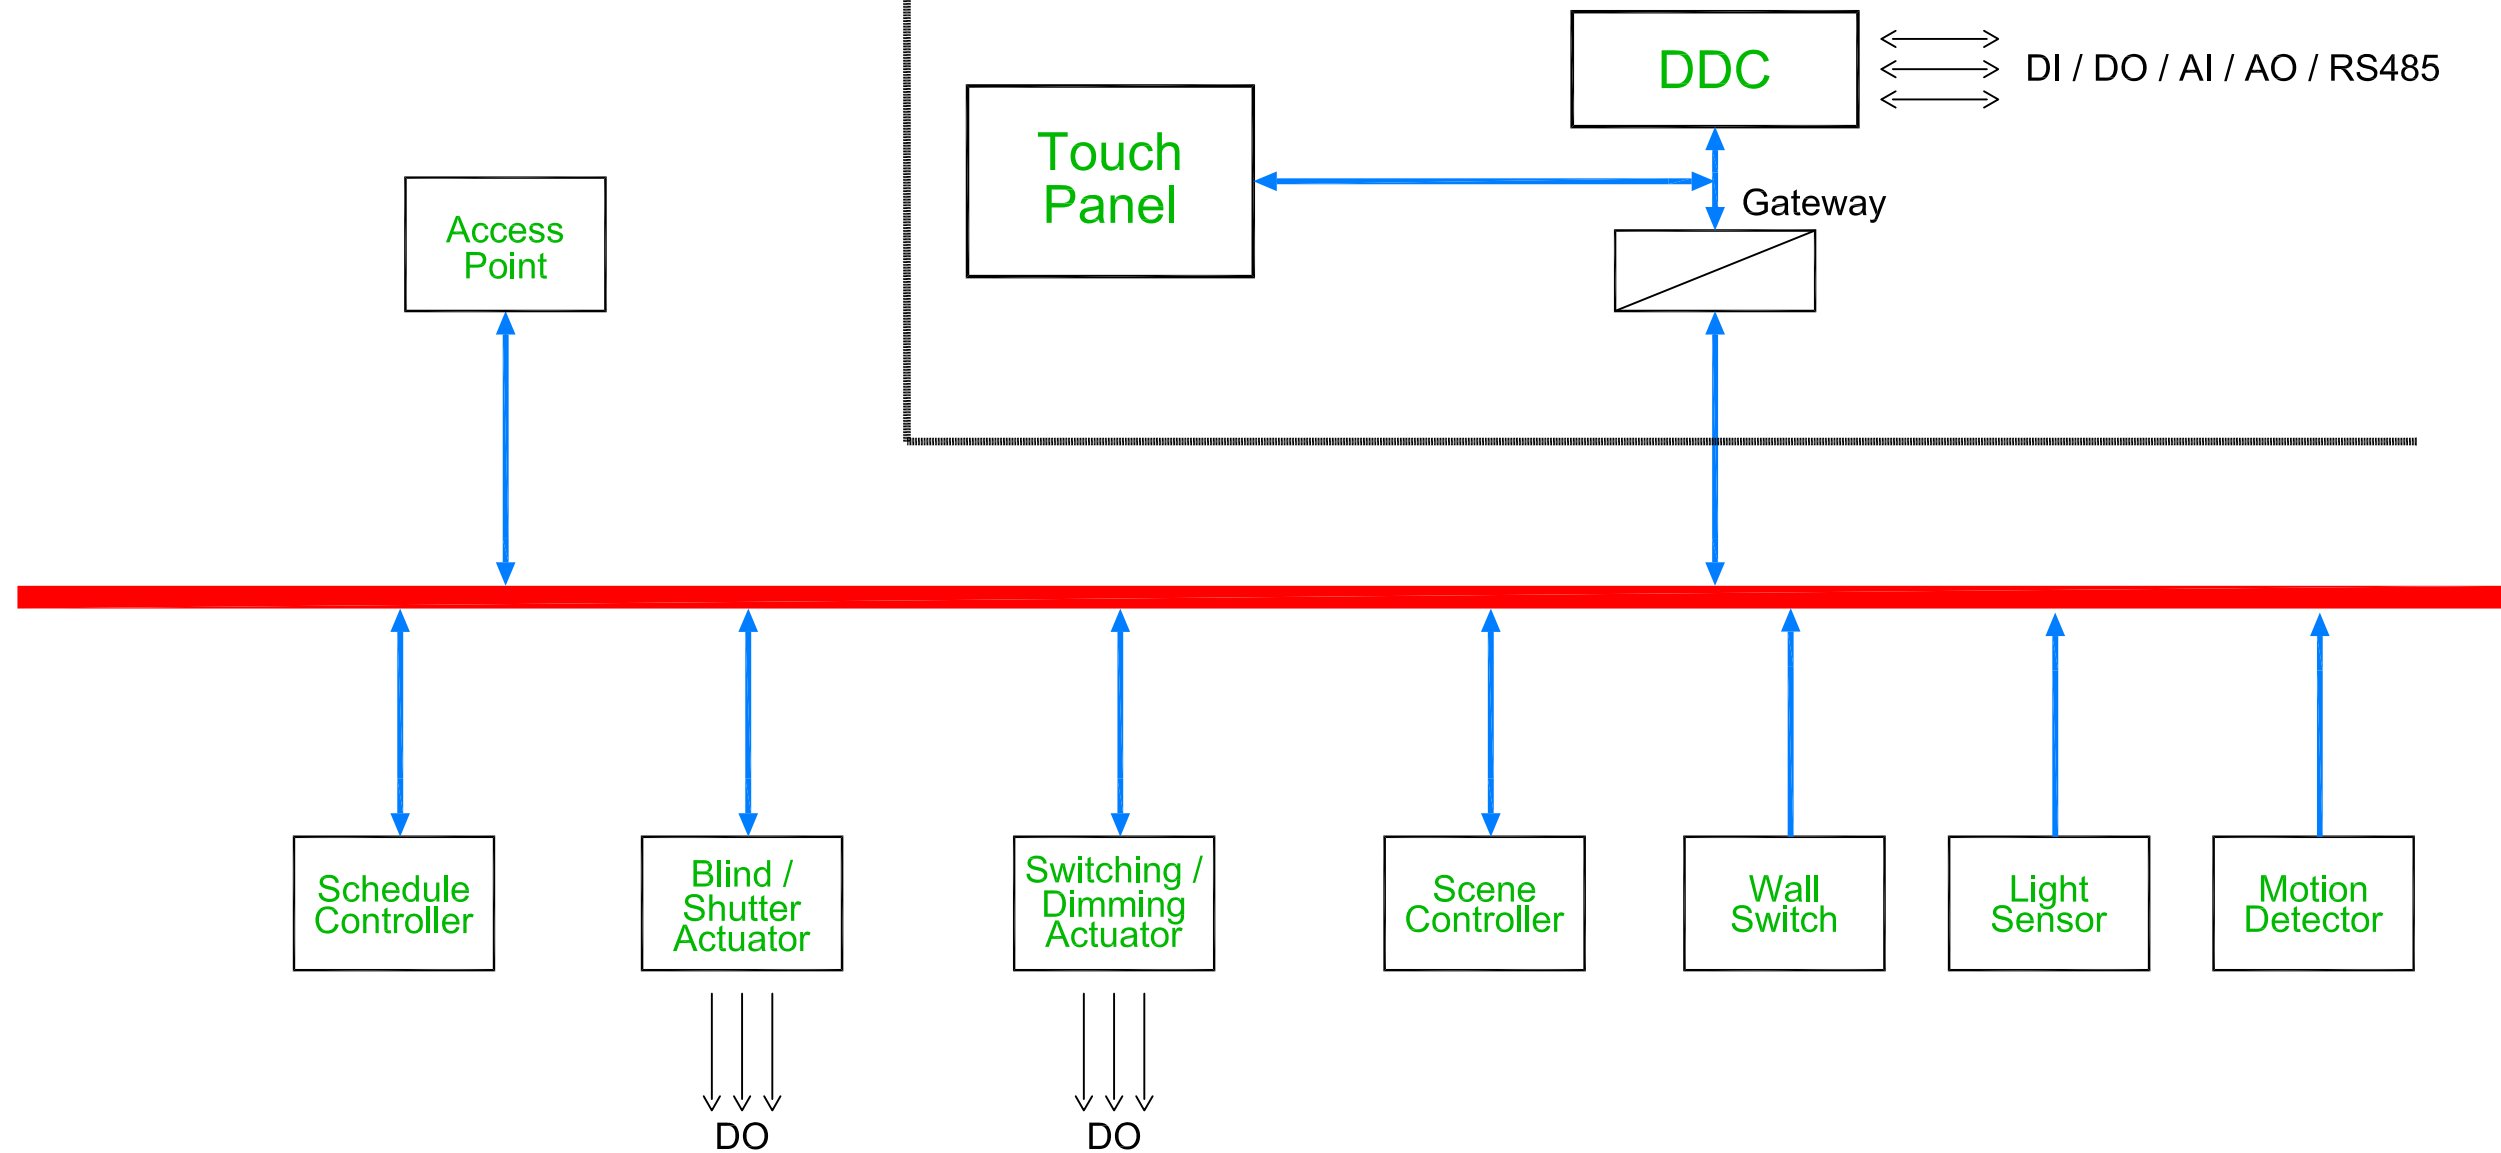 DDC
DI / DO / AI / AO / RS485
Touch
Panel
Gateway
Access
Point
Schedule
Controller
Blind /
Shutter
Actuator
Switching /
Dimming
Actuator
Scene
Controller
Wall
Switch
Light
Sensor
Motion
Detector
DO
DO